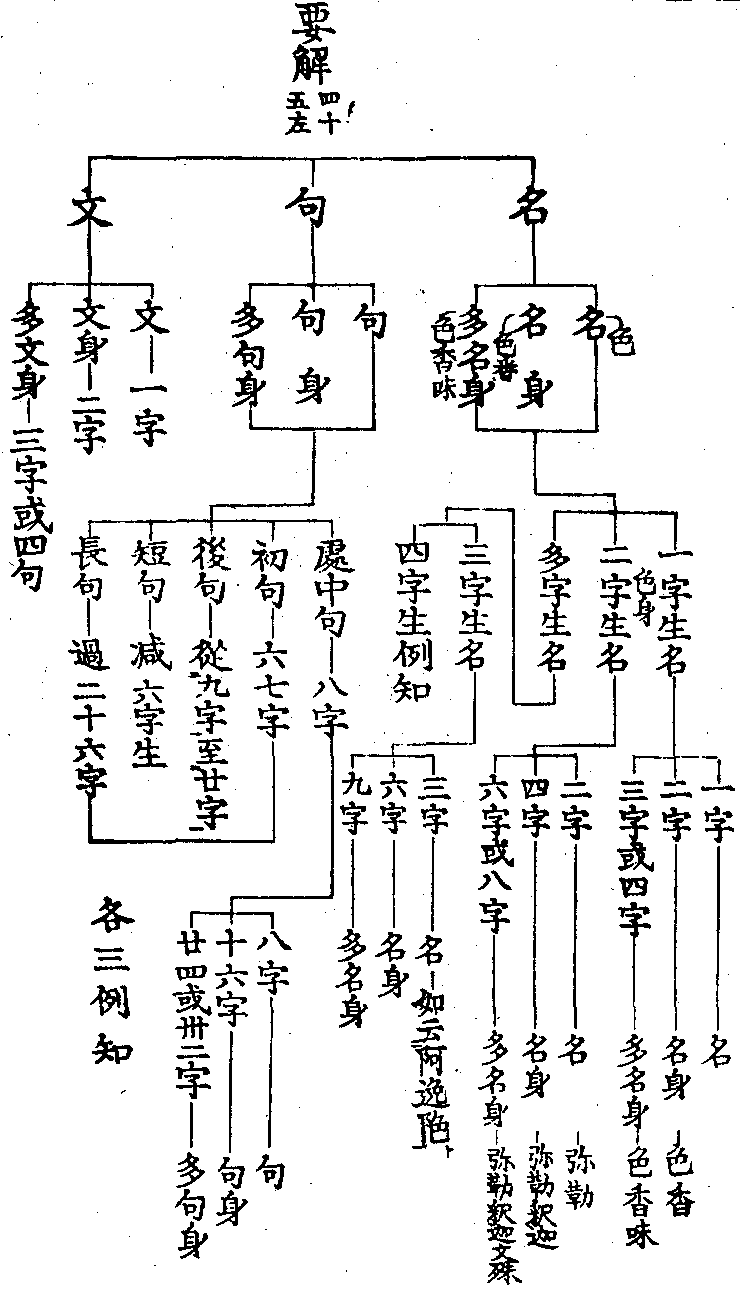 要解 四十五左
名
名 色
名身 色香
多名身 色香味
一字生名 色身
一字 名
二字 名身 色香
三字或四字 多名身 色香味
二字生名
二字 名 弥勒
四字 名身 弥勒釈迦
六字或八字 多名身 弥勒釈迦文殊
多字生名
三字生名
三字 名 如云阿逸
六字 名身
九字 多名身
四字生例知
句
句
句身
多句身
處中句 八字
八字 句
十六字 句身
廿四或卅二字 多句身
初句 六七字
後句 從九字至廿字
短句 減六字生
長句 過二十六字
各三例知
文
文 一字
文身 二字
多文身 三字或四句